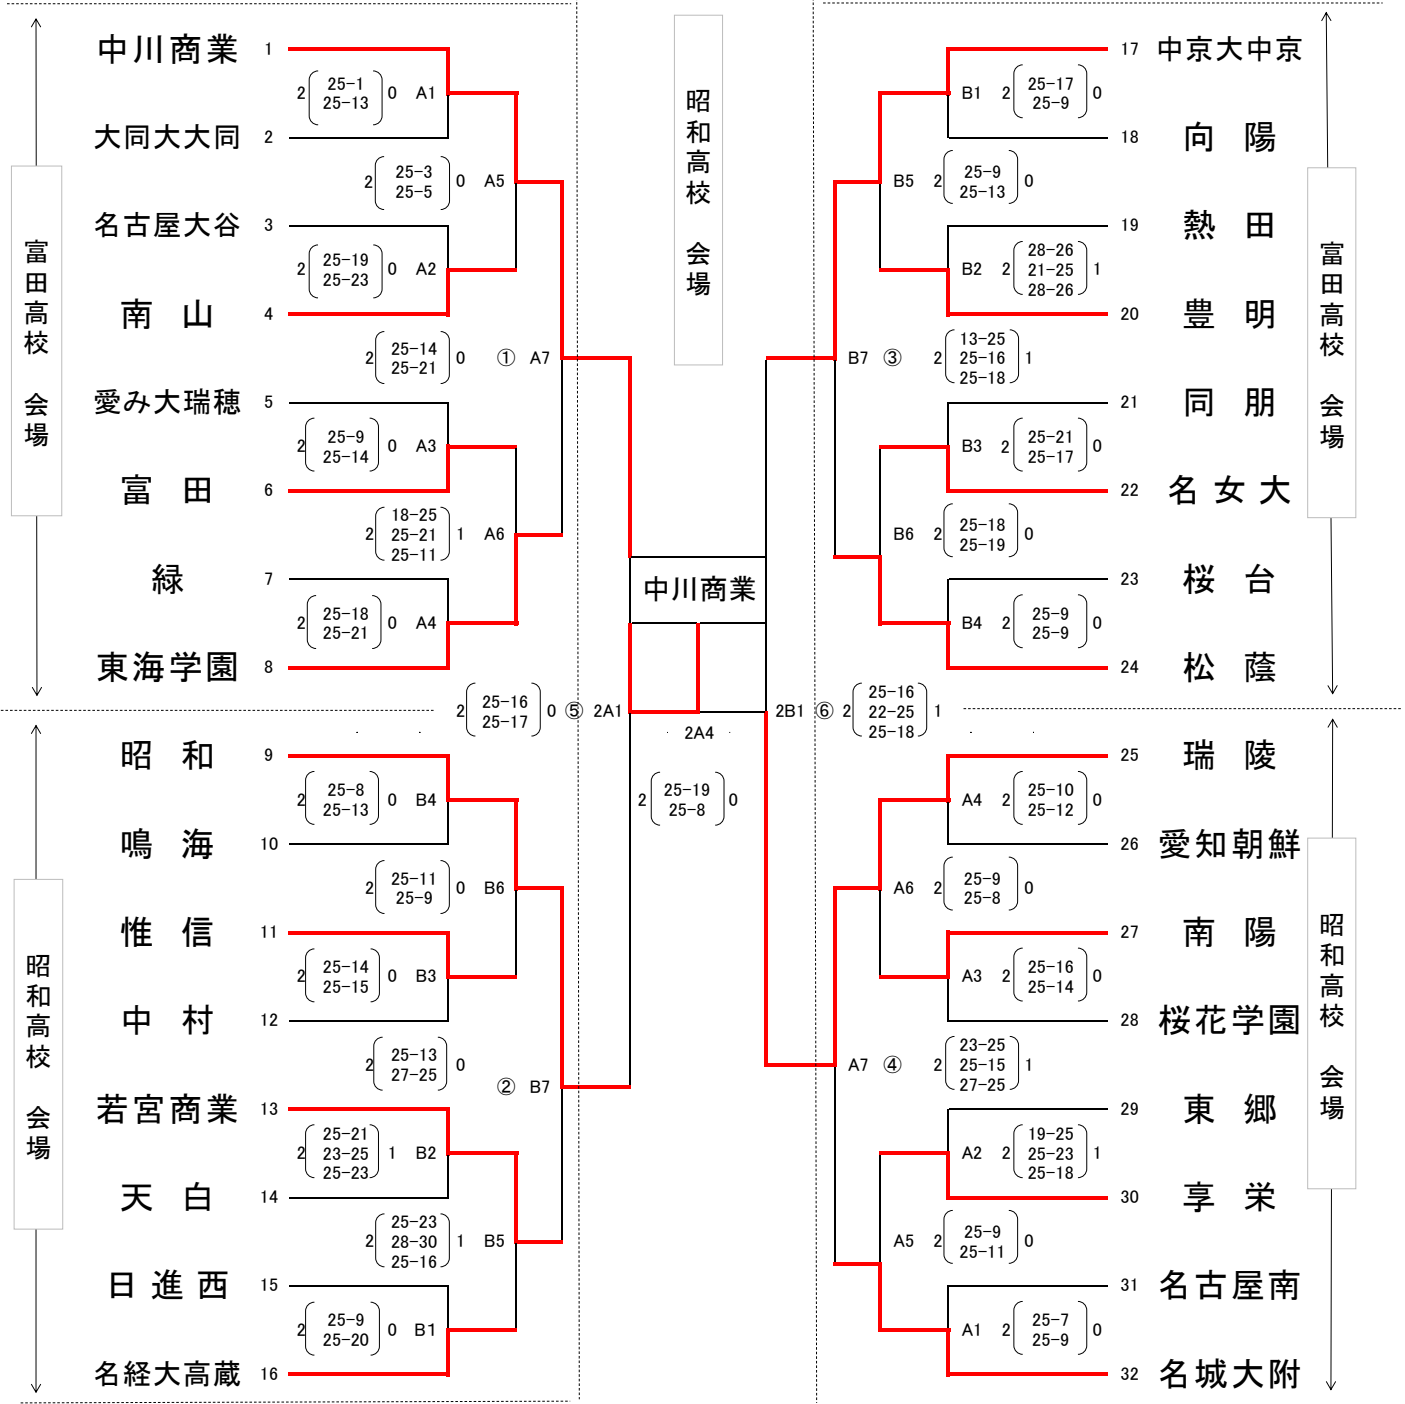 中川商業 1
2 25-1 0 A1
25-13
大同大大同 2
2 25-3 0 A5
25-5
名古屋大谷 3
2 25-19 0 A2
25-23
南 山 4
2 25-14 0 ① A7
25-21
愛み大瑞穂 5
2 25-9 0 A3
25-14
富 田 6
18-25
2 25-21 1 A6
25-11
緑 7
2 25-18 0 A4
25-21
東海学園 8
富田高校 会場
2 25-16 0 ⑤ 2A1
25-17
昭 和 9
2 25-8 0 B4
25-13
鳴 海 10
2 25-11 0 B6
25-9
惟 信 11
2 25-14 0 B3
25-15
中 村 12
2 25-13 0
27-25
② B7
若宮商業 13
25-21
2 23-25 1 B2
25-23
天 白 14
25-23
2 28-30 1 B5
25-16
日 進 西 15
2 25-9 0 B1
25-20
名経大高蔵 16
昭和高校 会場
昭和高校 会場
中川商業
2A4
2 25-19 0
25-8
17 中京大中京
B1 2 25-17 0
25-9
18 向 陽
B5 2 25-9 0
25-13
19 熱 田
28-26
B2 2 21-25 1
28-26
20 豊 明
13-25
B7 ③ 2 25-16 1
25-18
21 同 朋
B3 2 25-21 0
25-17
22 名 女 大
B6 2 25-18 0
25-19
23 桜 台
B4 2 25-9 0
25-9
24 松 蔭
富田高校 会場
25-16
2B1 ⑥ 2 22-25 1
25-18
25 瑞 陵
A4 2 25-10 0
25-12
26 愛知朝鮮
A6 2 25-9 0
25-8
27 南 陽
A3 2 25-16 0
25-14
28 桜花学園
23-25
A7 ④ 2 25-15 1
27-25
29 東 郷
19-25
A2 2 25-23 1
25-18
30 享 栄
A5 2 25-9 0
25-11
31 名古屋南
A1 2 25-7 0
25-9
32 名城大附
昭和高校 会場